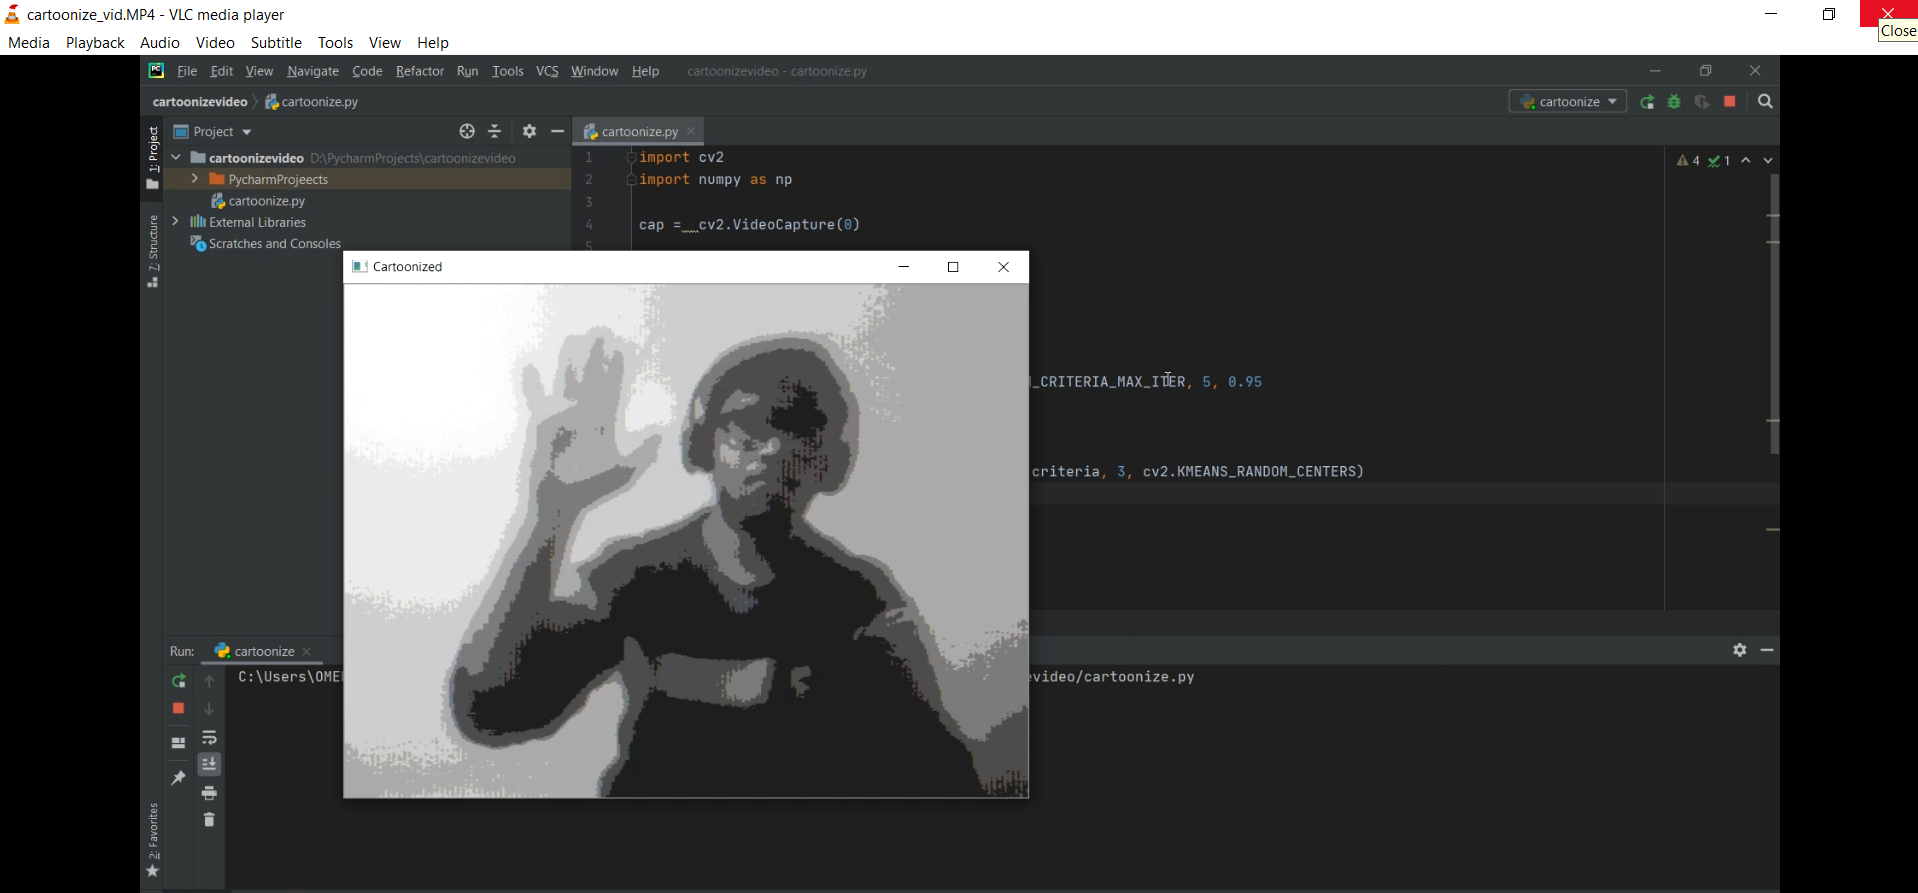 cartoonize_vid.MP4 - VLC media player
Close
Media Playback Audio Video Subtitle Tools View Help
PC File Edit View Navigate Code Refactor Run Tools VCS Window Help cartoonizevideo - cartoonize.py
cartoonizevideo cartoonize.py cartoonize
1: Project
Project
cartoonize.py
cartoonizevideo D:\PycharmProjects\cartoonizevideo
PycharmProjeects
cartoonize.py
External Libraries
Scratches and Consoles
7: Structure
1 import cv2
2 import numpy as np
3
4 cap = cv2.VideoCapture(0)
5
4 1
Cartoonized
_CRITERIA_MAX_ITER, 5, 0.95
criteria, 3, cv2.KMEANS_RANDOM_CENTERS)
Run: cartoonize
C:\Users\OME
video/cartoonize.py
2: Favorites